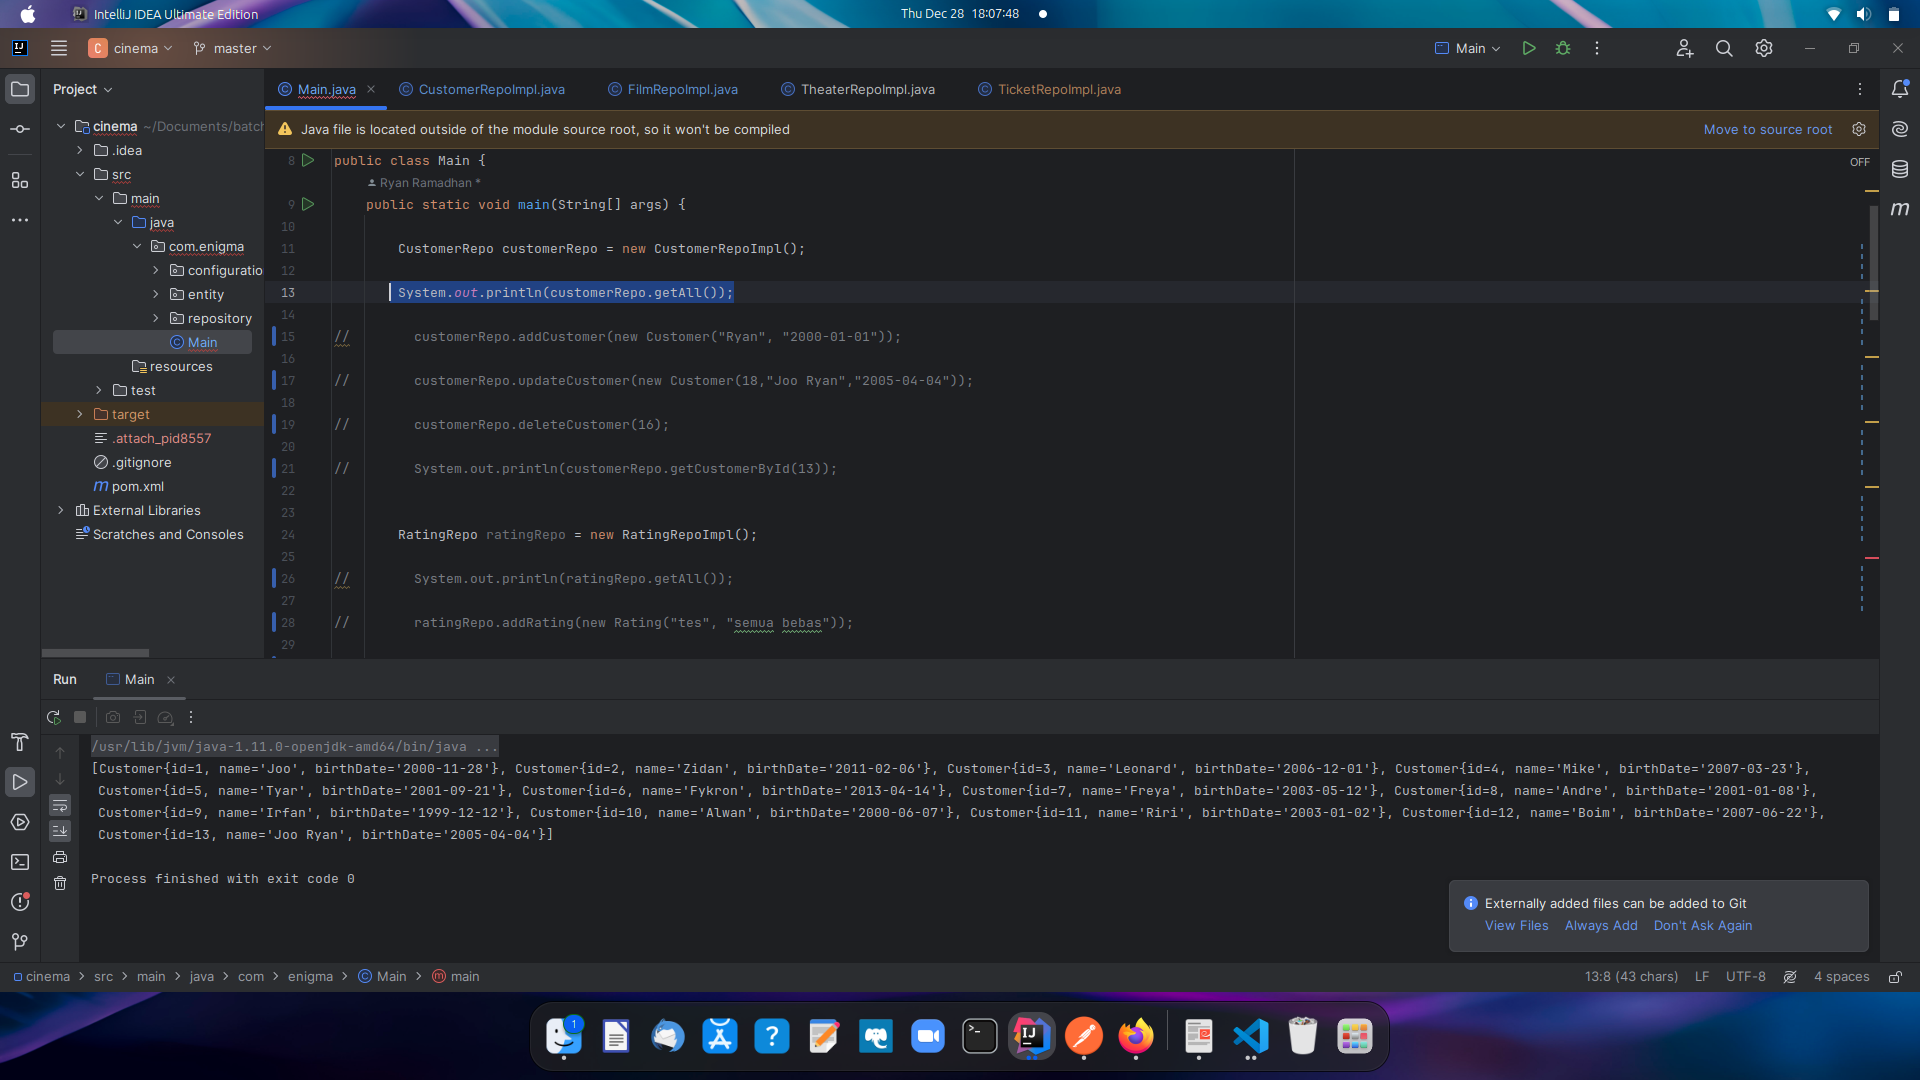 IntelliJ IDEA Ultimate Edition
Thu Dec 28 18:07:48
C cinema
master
Main
Project
Main.java
CustomerRepoImpl.java
FilmRepoImpl.java
TheaterRepoImpl.java
TicketRepoImpl.java
cinema ~/Documents/batch
.idea
src
main
java
com.enigma
configuratio
entity
repository
Main
resources
test
target
.attach_pid8557
.gitignore
pom.xml
External Libraries
Scratches and Consoles
Java file is located outside of the module source root, so it won't be compiled
Move to source root
OFF
8 public class Main {
Ryan Ramadhan *
9 public static void main(String[] args) {
10
11 CustomerRepo customerRepo = new CustomerRepoImpl();
12
13 System.out.println(customerRepo.getAll());
14
15 // customerRepo.addCustomer(new Customer("Ryan", "2000-01-01"));
16
17 // customerRepo.updateCustomer(new Customer(18,"Joo Ryan","2005-04-04"));
18
19 // customerRepo.deleteCustomer(16);
20
21 // System.out.println(customerRepo.getCustomerById(13));
22
23
24 RatingRepo ratingRepo = new RatingRepoImpl();
25
26 // System.out.println(ratingRepo.getAll());
27
28 // ratingRepo.addRating(new Rating("tes", "semua bebas"));
29
Run
Main
/usr/lib/jvm/java-1.11.0-openjdk-amd64/bin/java ...
[Customer{id=1, name='Joo', birthDate='2000-11-28'}, Customer{id=2, name='Zidan', birthDate='2011-02-06'}, Customer{id=3, name='Leonard', birthDate='2006-12-01'}, Customer{id=4, name='Mike', birthDate='2007-03-23'},
Customer{id=5, name='Tyar', birthDate='2001-09-21'}, Customer{id=6, name='Fykron', birthDate='2013-04-14'}, Customer{id=7, name='Freya', birthDate='2003-05-12'}, Customer{id=8, name='Andre', birthDate='2001-01-08'},
Customer{id=9, name='Irfan', birthDate='1999-12-12'}, Customer{id=10, name='Alwan', birthDate='2000-06-07'}, Customer{id=11, name='Riri', birthDate='2003-01-02'}, Customer{id=12, name='Boim', birthDate='2007-06-22'},
Customer{id=13, name='Joo Ryan', birthDate='2005-04-04'}]
Process finished with exit code 0
Externally added files can be added to Git
View Files Always Add Don't Ask Again
cinema > src > main > java > com > enigma > Main > main
13:8 (43 chars) LF UTF-8 4 spaces
1